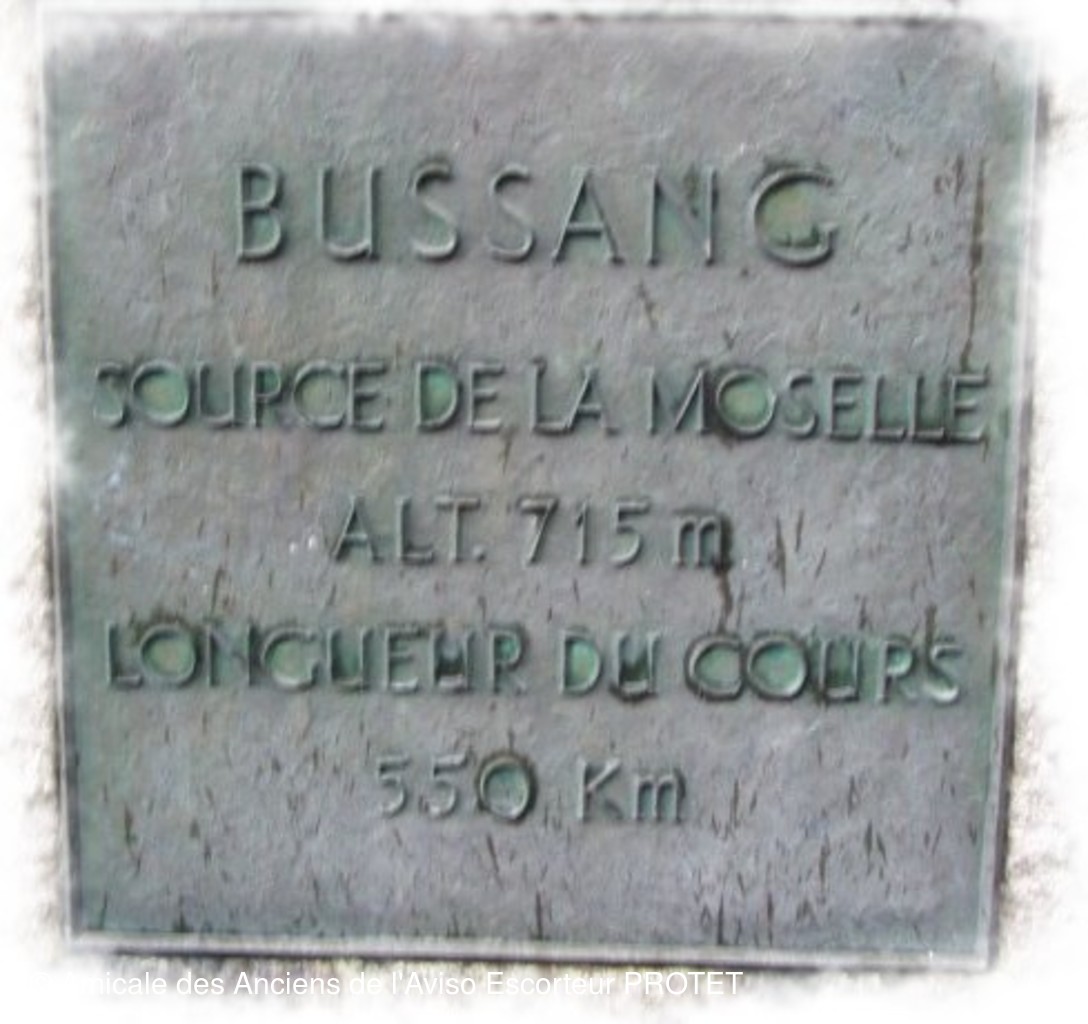 BUSSANG
SOURCE DE LA MOSELLE
ALT. 715 m
LONGUEUR DU COURS
550 Km
des Anciens de l'Aviso Escorteur PROTET